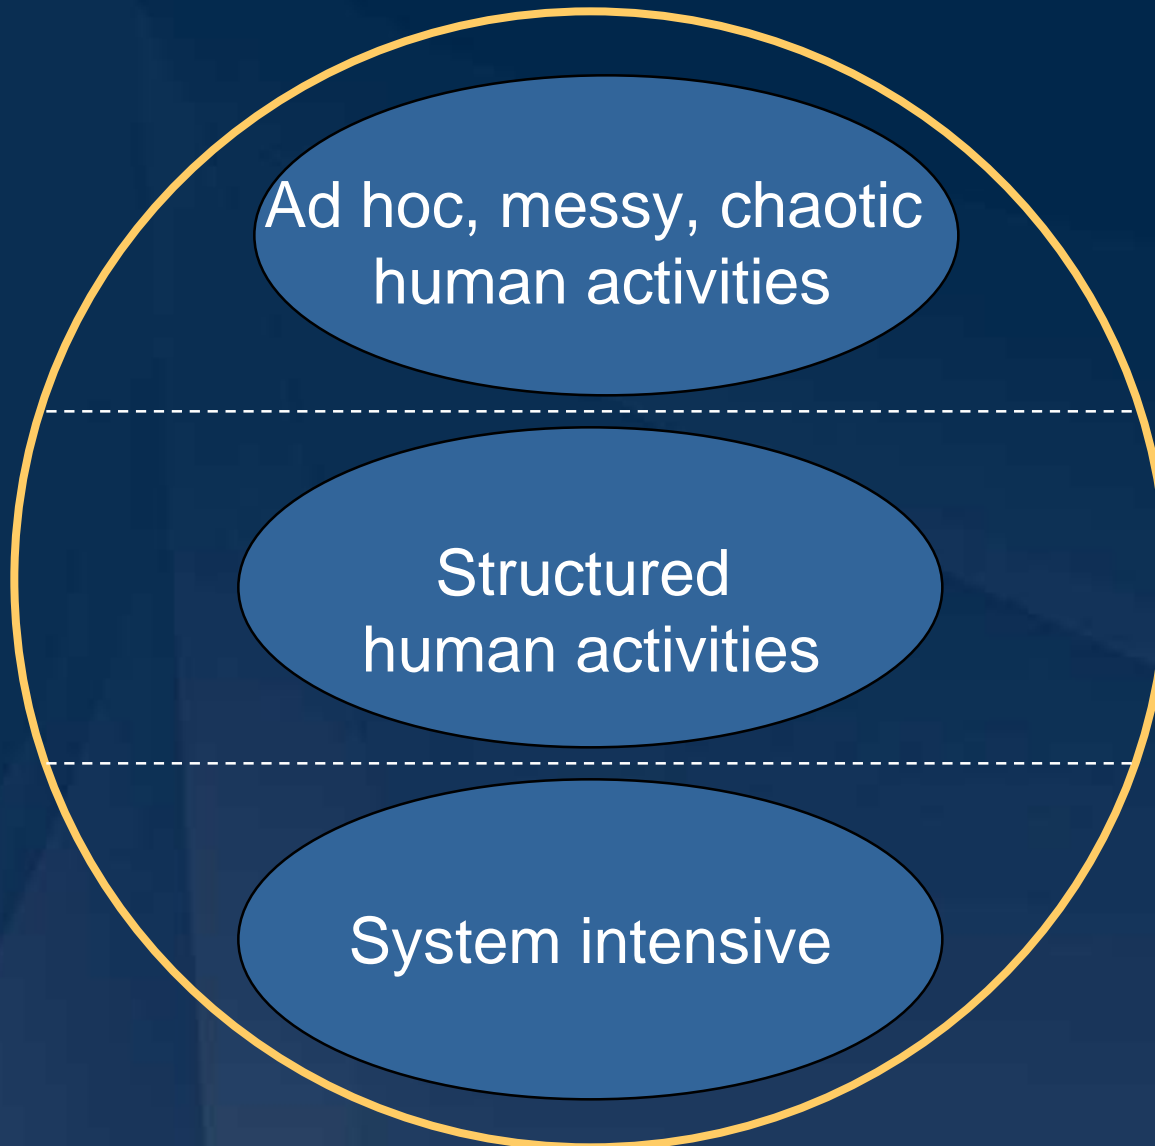 Ad hoc, messy, chaotic
human activities
Structured
human activities
System intensive